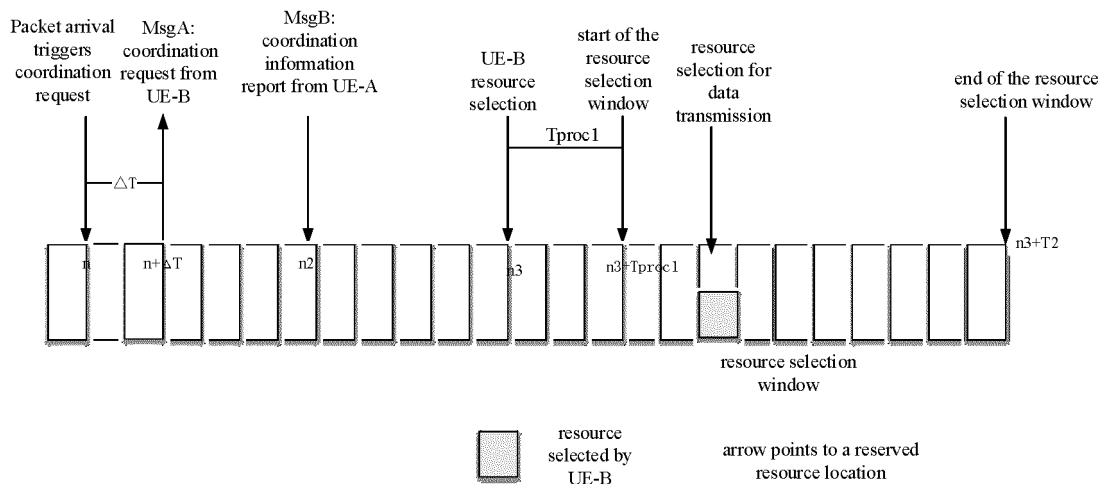 Packet arrival
triggers
coordination
request
MsgA:
coordination
request from
UE-B
MsgB:
coordination
information
report from UE-A
UE-B
resource
selection
start of the
resource
selection
window
resource
selection for
data
transmission
end of the resource
selection window
Tproc1
△T
n
n+ΔT
n2
n3
n3+Tproc1
n3+T2
resource selection
window
resource
selected by
UE-B
arrow points to a reserved
resource location